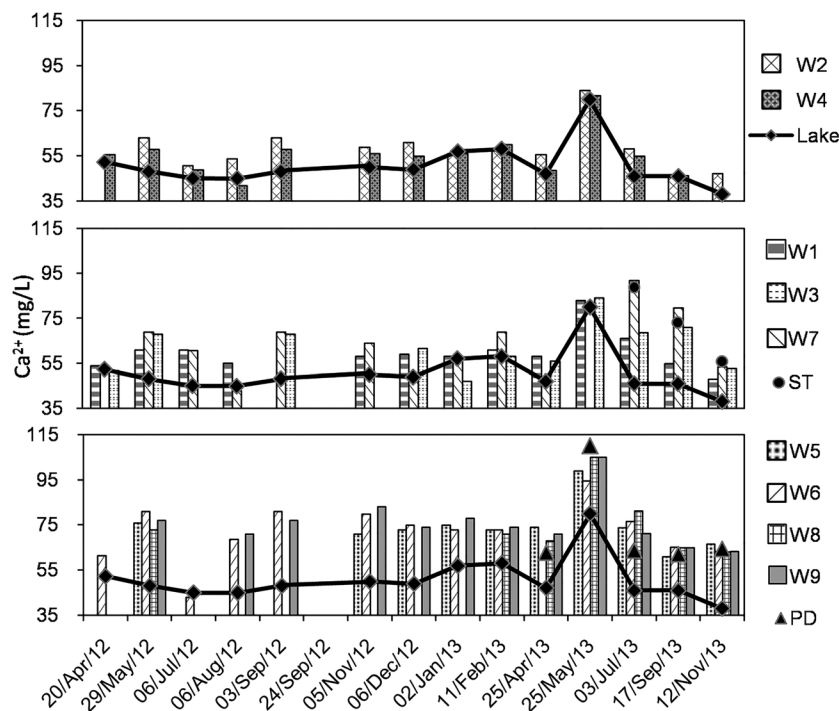 115
95
75
55
35
W2
W4
Lake
115
95
75
55
35
W1
W3
W7
ST
Ca²⁺ (mg/L)
115
95
75
55
35
W5
W6
W8
W9
PD
20/Apr/12
29/May/12
06/Jul/12
06/Aug/12
03/Sep/12
24/Sep/12
05/Nov/12
06/Dec/12
02/Jan/13
11/Feb/13
25/Apr/13
25/May/13
03/Jul/13
17/Sep/13
12/Nov/13